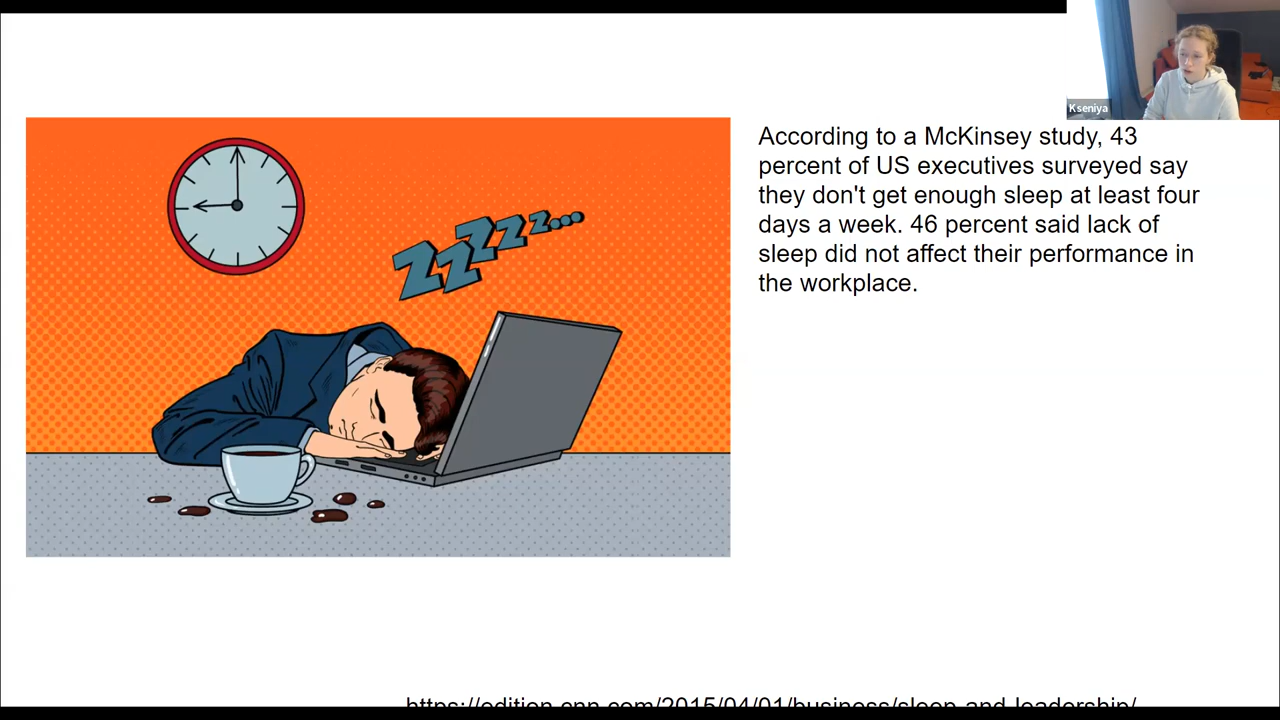 Kseniya
According to a McKinsey study, 43
percent of US executives surveyed say
they don't get enough sleep at least four
days a week. 46 percent said lack of
sleep did not affect their performance in
the workplace.
zzzzz...
https://edition.cnn.com/2015/04/01/business/sleep-and-leadership/